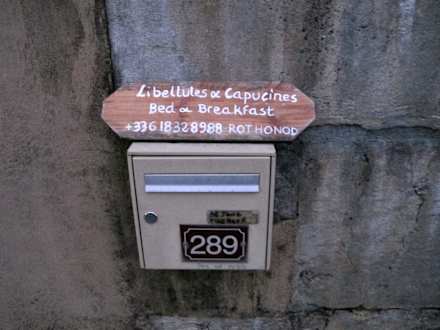 Libellules & Capucines
Bed & Breakfast
+33618328988 ROTHONOD
289